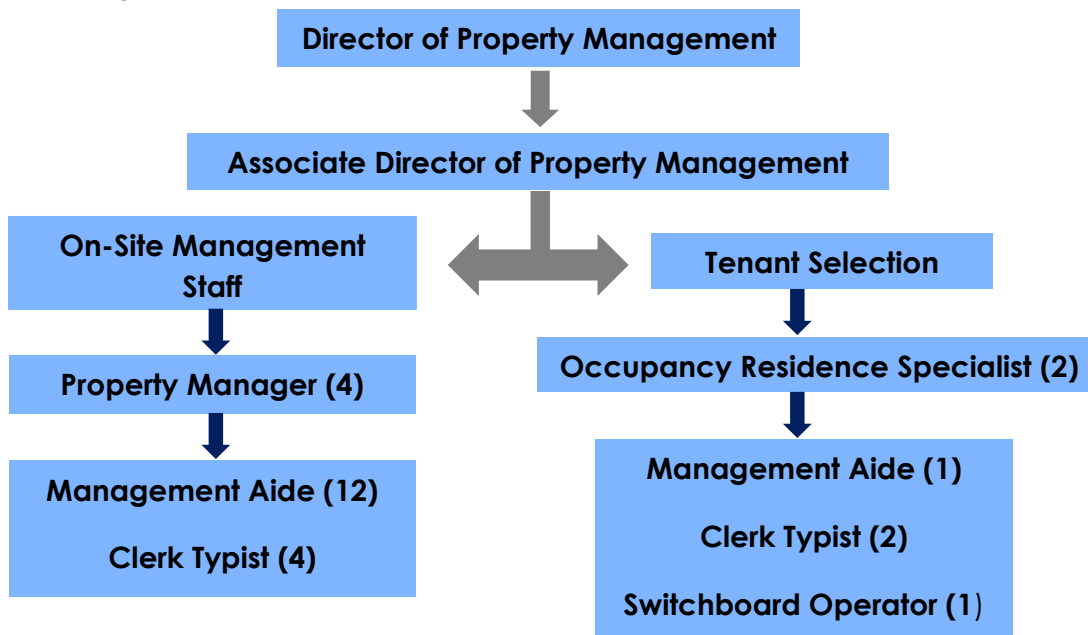 Director of Property Management
Associate Director of Property Management
On-Site Management
Staff
Property Manager (4)
Management Aide (12)
Clerk Typist (4)
Tenant Selection
Occupancy Residence Specialist (2)
Management Aide (1)
Clerk Typist (2)
Switchboard Operator (1)